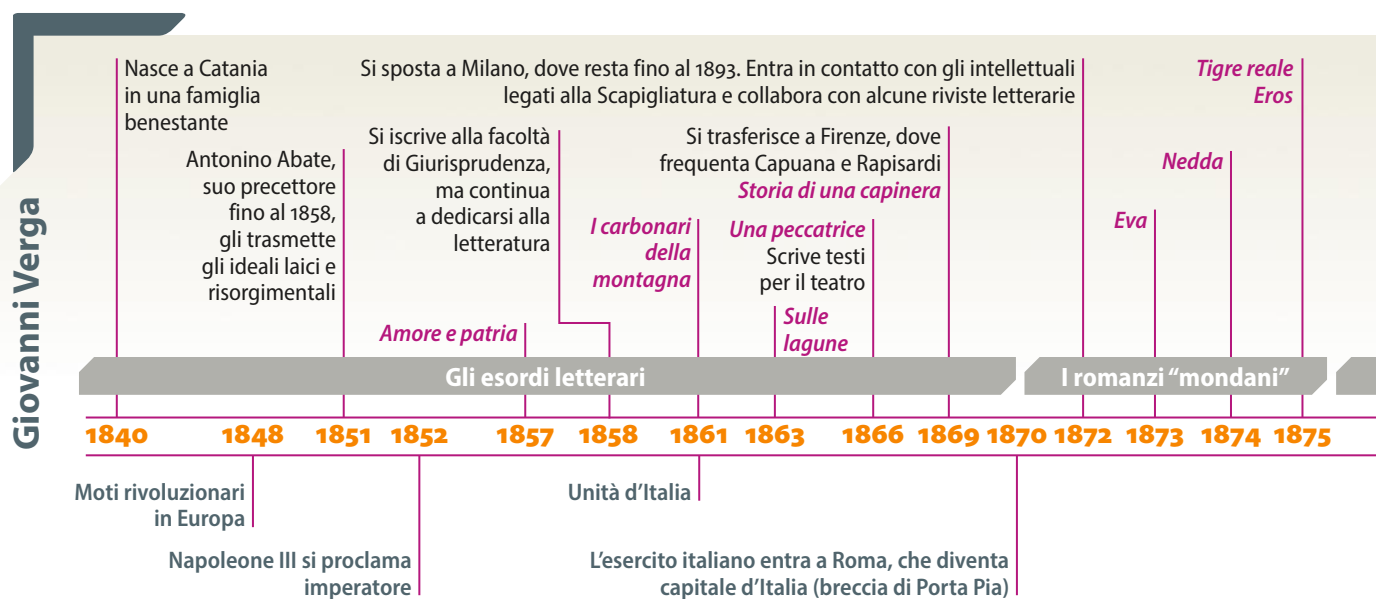 Giovanni Verga
Nasce a Catania
in una famiglia
benestante
Antonino Abate,
suo precettore
fino al 1858,
gli trasmette
gli ideali laici e
risorgimentali
Amore e patria
Si iscrive alla facoltà
di Giurisprudenza,
ma continua
a dedicarsi alla
letteratura
I carbonari
della
montagna
Sulle
lagune
Una peccatrice
Scrive testi
per il teatro
Si trasferisce a Firenze, dove
frequenta Capuana e Rapisardi
Storia di una capinera
Si sposta a Milano, dove resta fino al 1893. Entra in contatto con gli intellettuali
legati alla Scapigliatura e collabora con alcune riviste letterarie
Eva
Nedda
Tigre reale
Eros
Gli esordi letterari
I romanzi “mondani”
1840 1848 1851 1852 1857 1858 1861 1863 1866 1869 1870 1872 1873 1874 1875
Moti rivoluzionari
in Europa
Napoleone III si proclama
imperatore
Unità d’Italia
L’esercito italiano entra a Roma, che diventa
capitale d’Italia (breccia di Porta Pia)